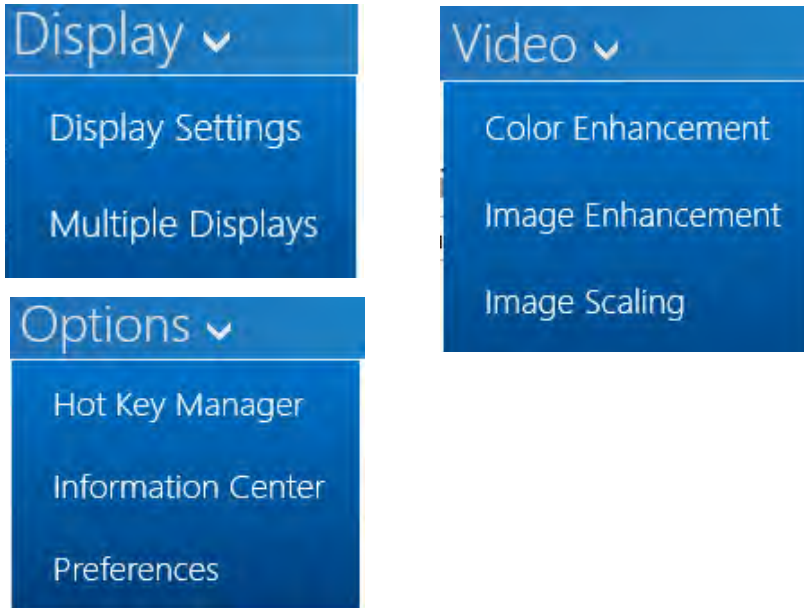 Display
Display Settings
Multiple Displays
Video
Color Enhancement
Image Enhancement
Image Scaling
Options
Hot Key Manager
Information Center
Preferences